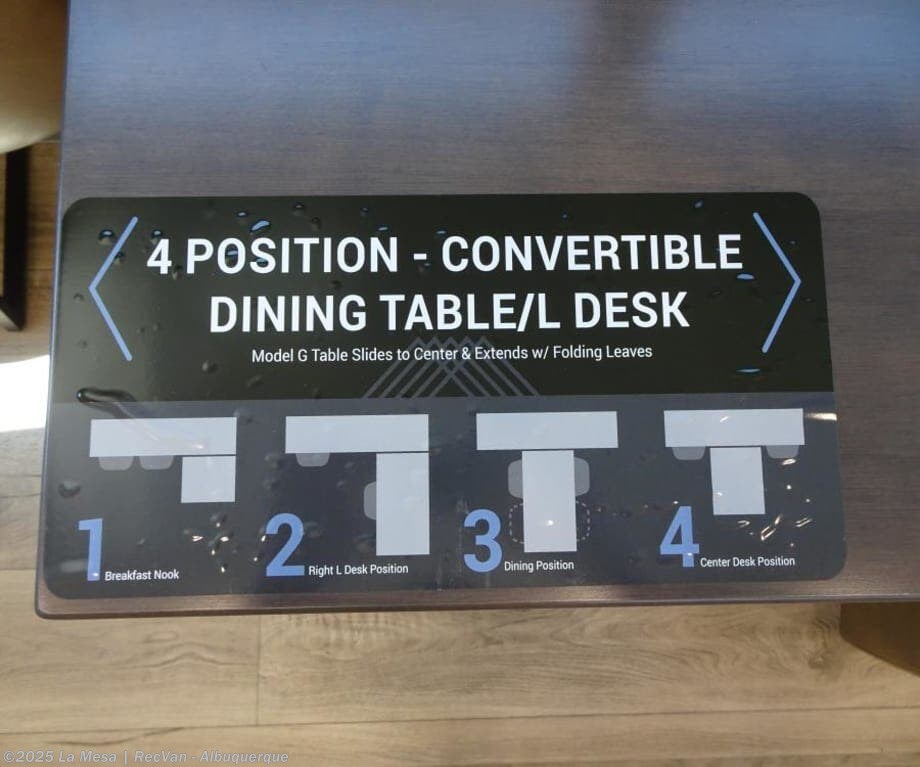 4 POSITION - CONVERTIBLE
DINING TABLE/L DESK
Model G Table Slides to Center & Extends w/ Folding Leaves
1 Breakfast Nook
2 Right L Desk Position
3 Dining Position
4 Center Desk Position
©2025 La Mesa | RecVan - Albuquerque